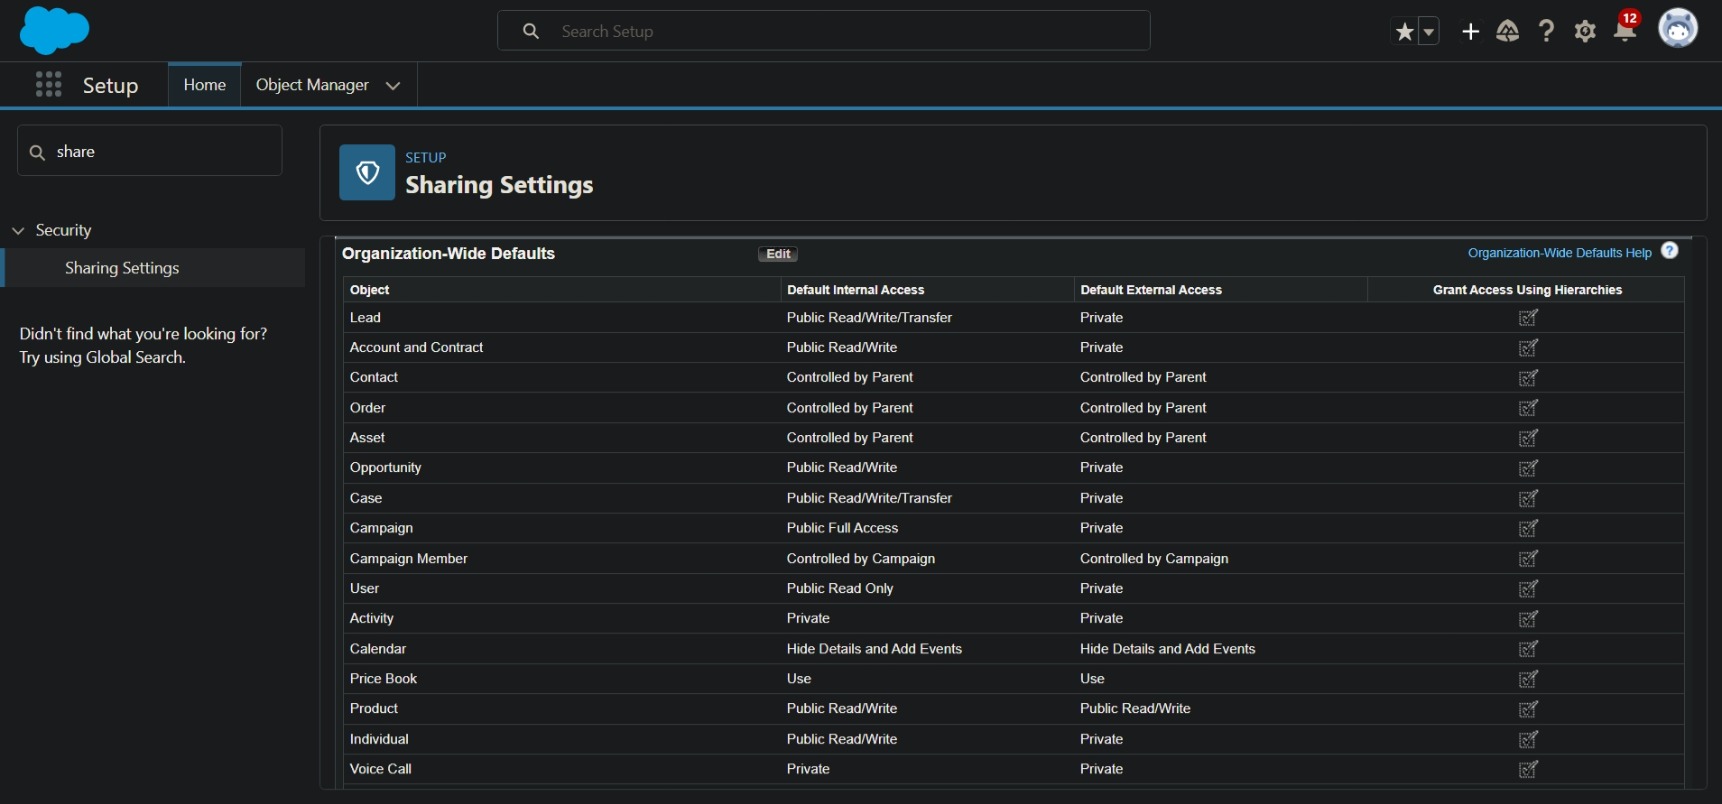 Search Setup
12
Setup Home Object Manager
share
SETUP
Sharing Settings
Security
Sharing Settings
Didn't find what you're looking for?
Try using Global Search.
Organization-Wide Defaults Edit Organization-Wide Defaults Help ?
Object Default Internal Access Default External Access Grant Access Using Hierarchies
Lead Public Read/Write/Transfer Private
Account and Contract Public Read/Write Private
Contact Controlled by Parent Controlled by Parent
Order Controlled by Parent Controlled by Parent
Asset Controlled by Parent Controlled by Parent
Opportunity Public Read/Write Private
Case Public Read/Write/Transfer Private
Campaign Public Full Access Private
Campaign Member Controlled by Campaign Controlled by Campaign
User Public Read Only Private
Activity Private Private
Calendar Hide Details and Add Events Hide Details and Add Events
Price Book Use Use
Product Public Read/Write Public Read/Write
Individual Public Read/Write Private
Voice Call Private Private